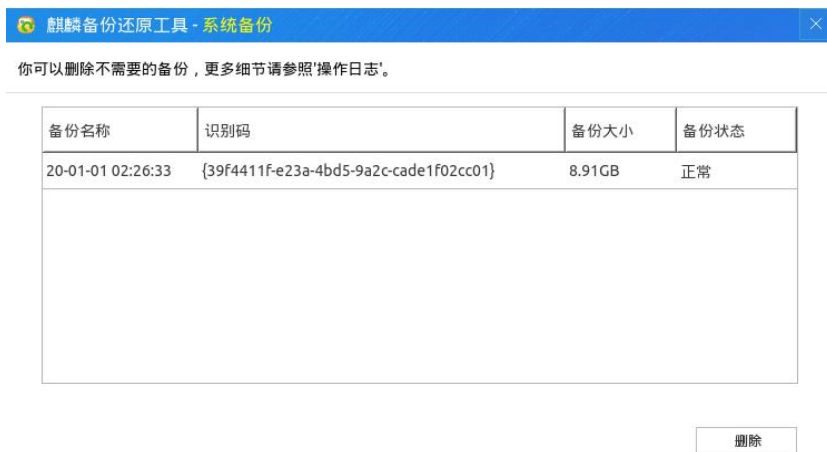 麒麟备份还原工具 - 系统备份
你可以删除不需要的备份，更多细节请参照'操作日志'。
备份名称 识别码 备份大小 备份状态
20-01-01 02:26:33 {39f4411f-e23a-4bd5-9a2c-cade1f02cc01} 8.91GB 正常
删除